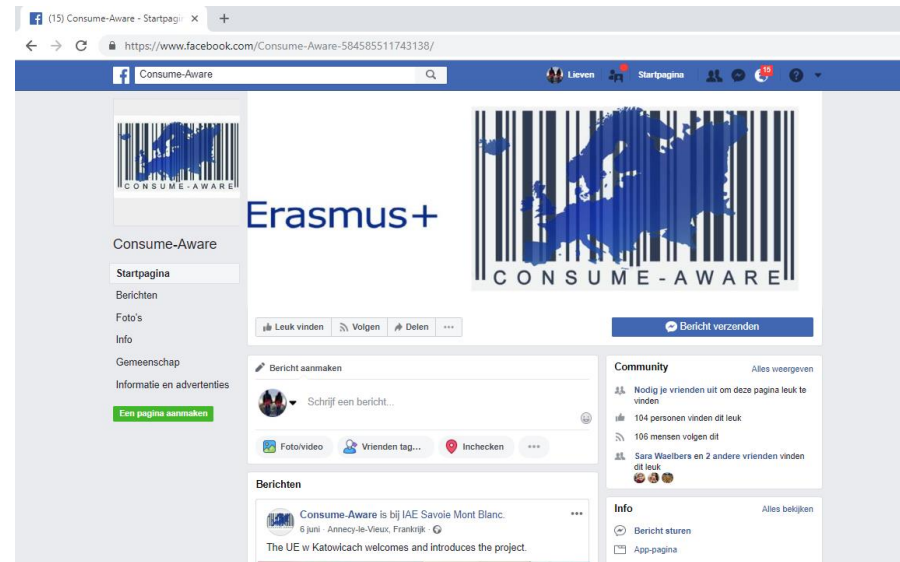 (15) Consume-Aware - Startpagin
https://www.facebook.com/Consume-Aware-584585511743138/
Consume-Aware
Lieven
Startpagina
15
CONSUME-AWARE
Erasmus+
CONSUME-AWARE
Consume-Aware
Startpagina
Berichten
Foto's
Info
Gemeenschap
Informatie en advertenties
Een pagina aanmaken
Leuk vinden
Volgen
Delen
Bericht verzenden
Bericht aanmaken
Schrijf een bericht...
Foto/video
Vrienden tag...
Inchecken
Berichten
Consume-Aware is bij IAE Savoie Mont Blanc.
6 juni · Annecy-le-Vieux, Frankrijk ·
The UE w Katowicach welcomes and introduces the project.
Community
Alles weergeven
Nodig je vrienden uit om deze pagina leuk te
vinden
104 personen vinden dit leuk
106 mensen volgen dit
Sara Waelbers en 2 andere vrienden vinden
dit leuk
Info
Alles bekijken
Bericht sturen
App-pagina